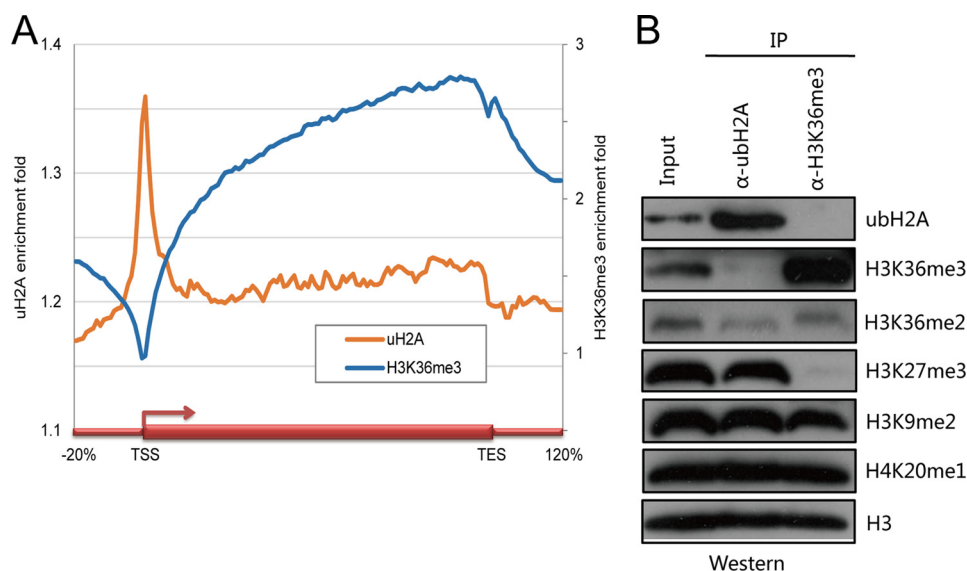 A
1.4
1.3
1.2
1.1
uH2A enrichment fold
3
2
1
H3K36me3 enrichment fold
uH2A
H3K36me3
-20%
TSS
TES
120%
B
IP
Input
α-ubH2A
α-H3K36me3
ubH2A
H3K36me3
H3K36me2
H3K27me3
H3K9me2
H4K20me1
H3
Western